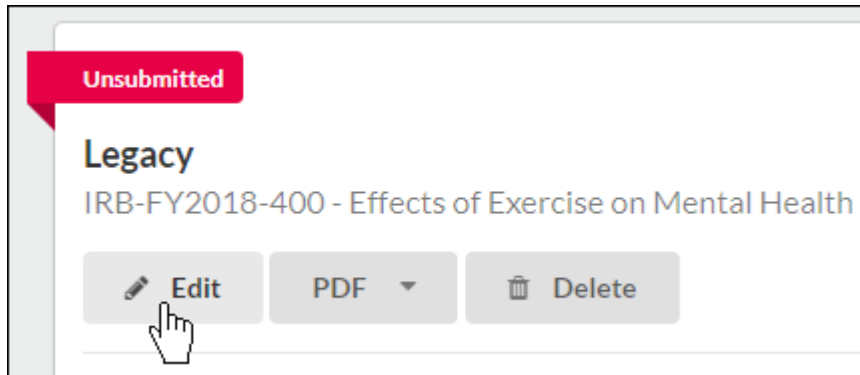 Unsubmitted
Legacy
IRB-FY2018-400 - Effects of Exercise on Mental Health
Edit PDF Delete